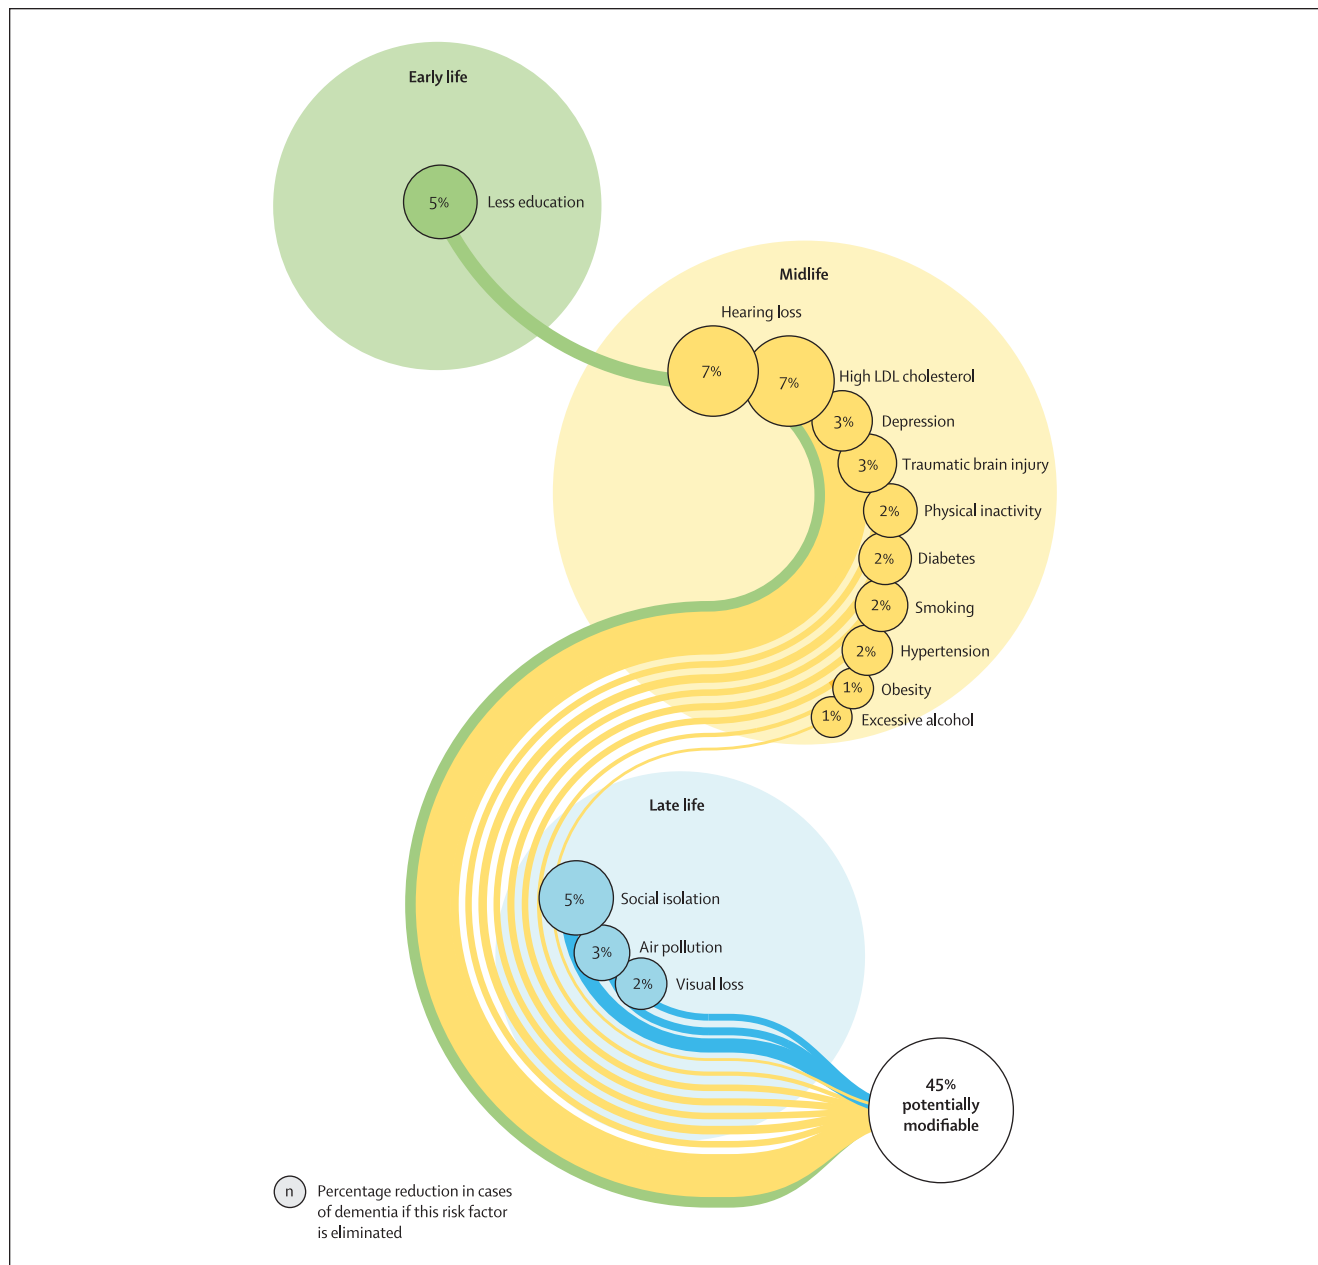 Early life
5%
Less education
Midlife
Hearing loss
7%
7%
High LDL cholesterol
3%
Depression
3%
Traumatic brain injury
2%
Physical inactivity
2%
Diabetes
2%
Smoking
2%
Hypertension
1%
Obesity
1%
Excessive alcohol
Late life
5%
Social isolation
3%
Air pollution
2%
Visual loss
45%
potentially
modifiable
n
Percentage reduction in cases
of dementia if this risk factor
is eliminated